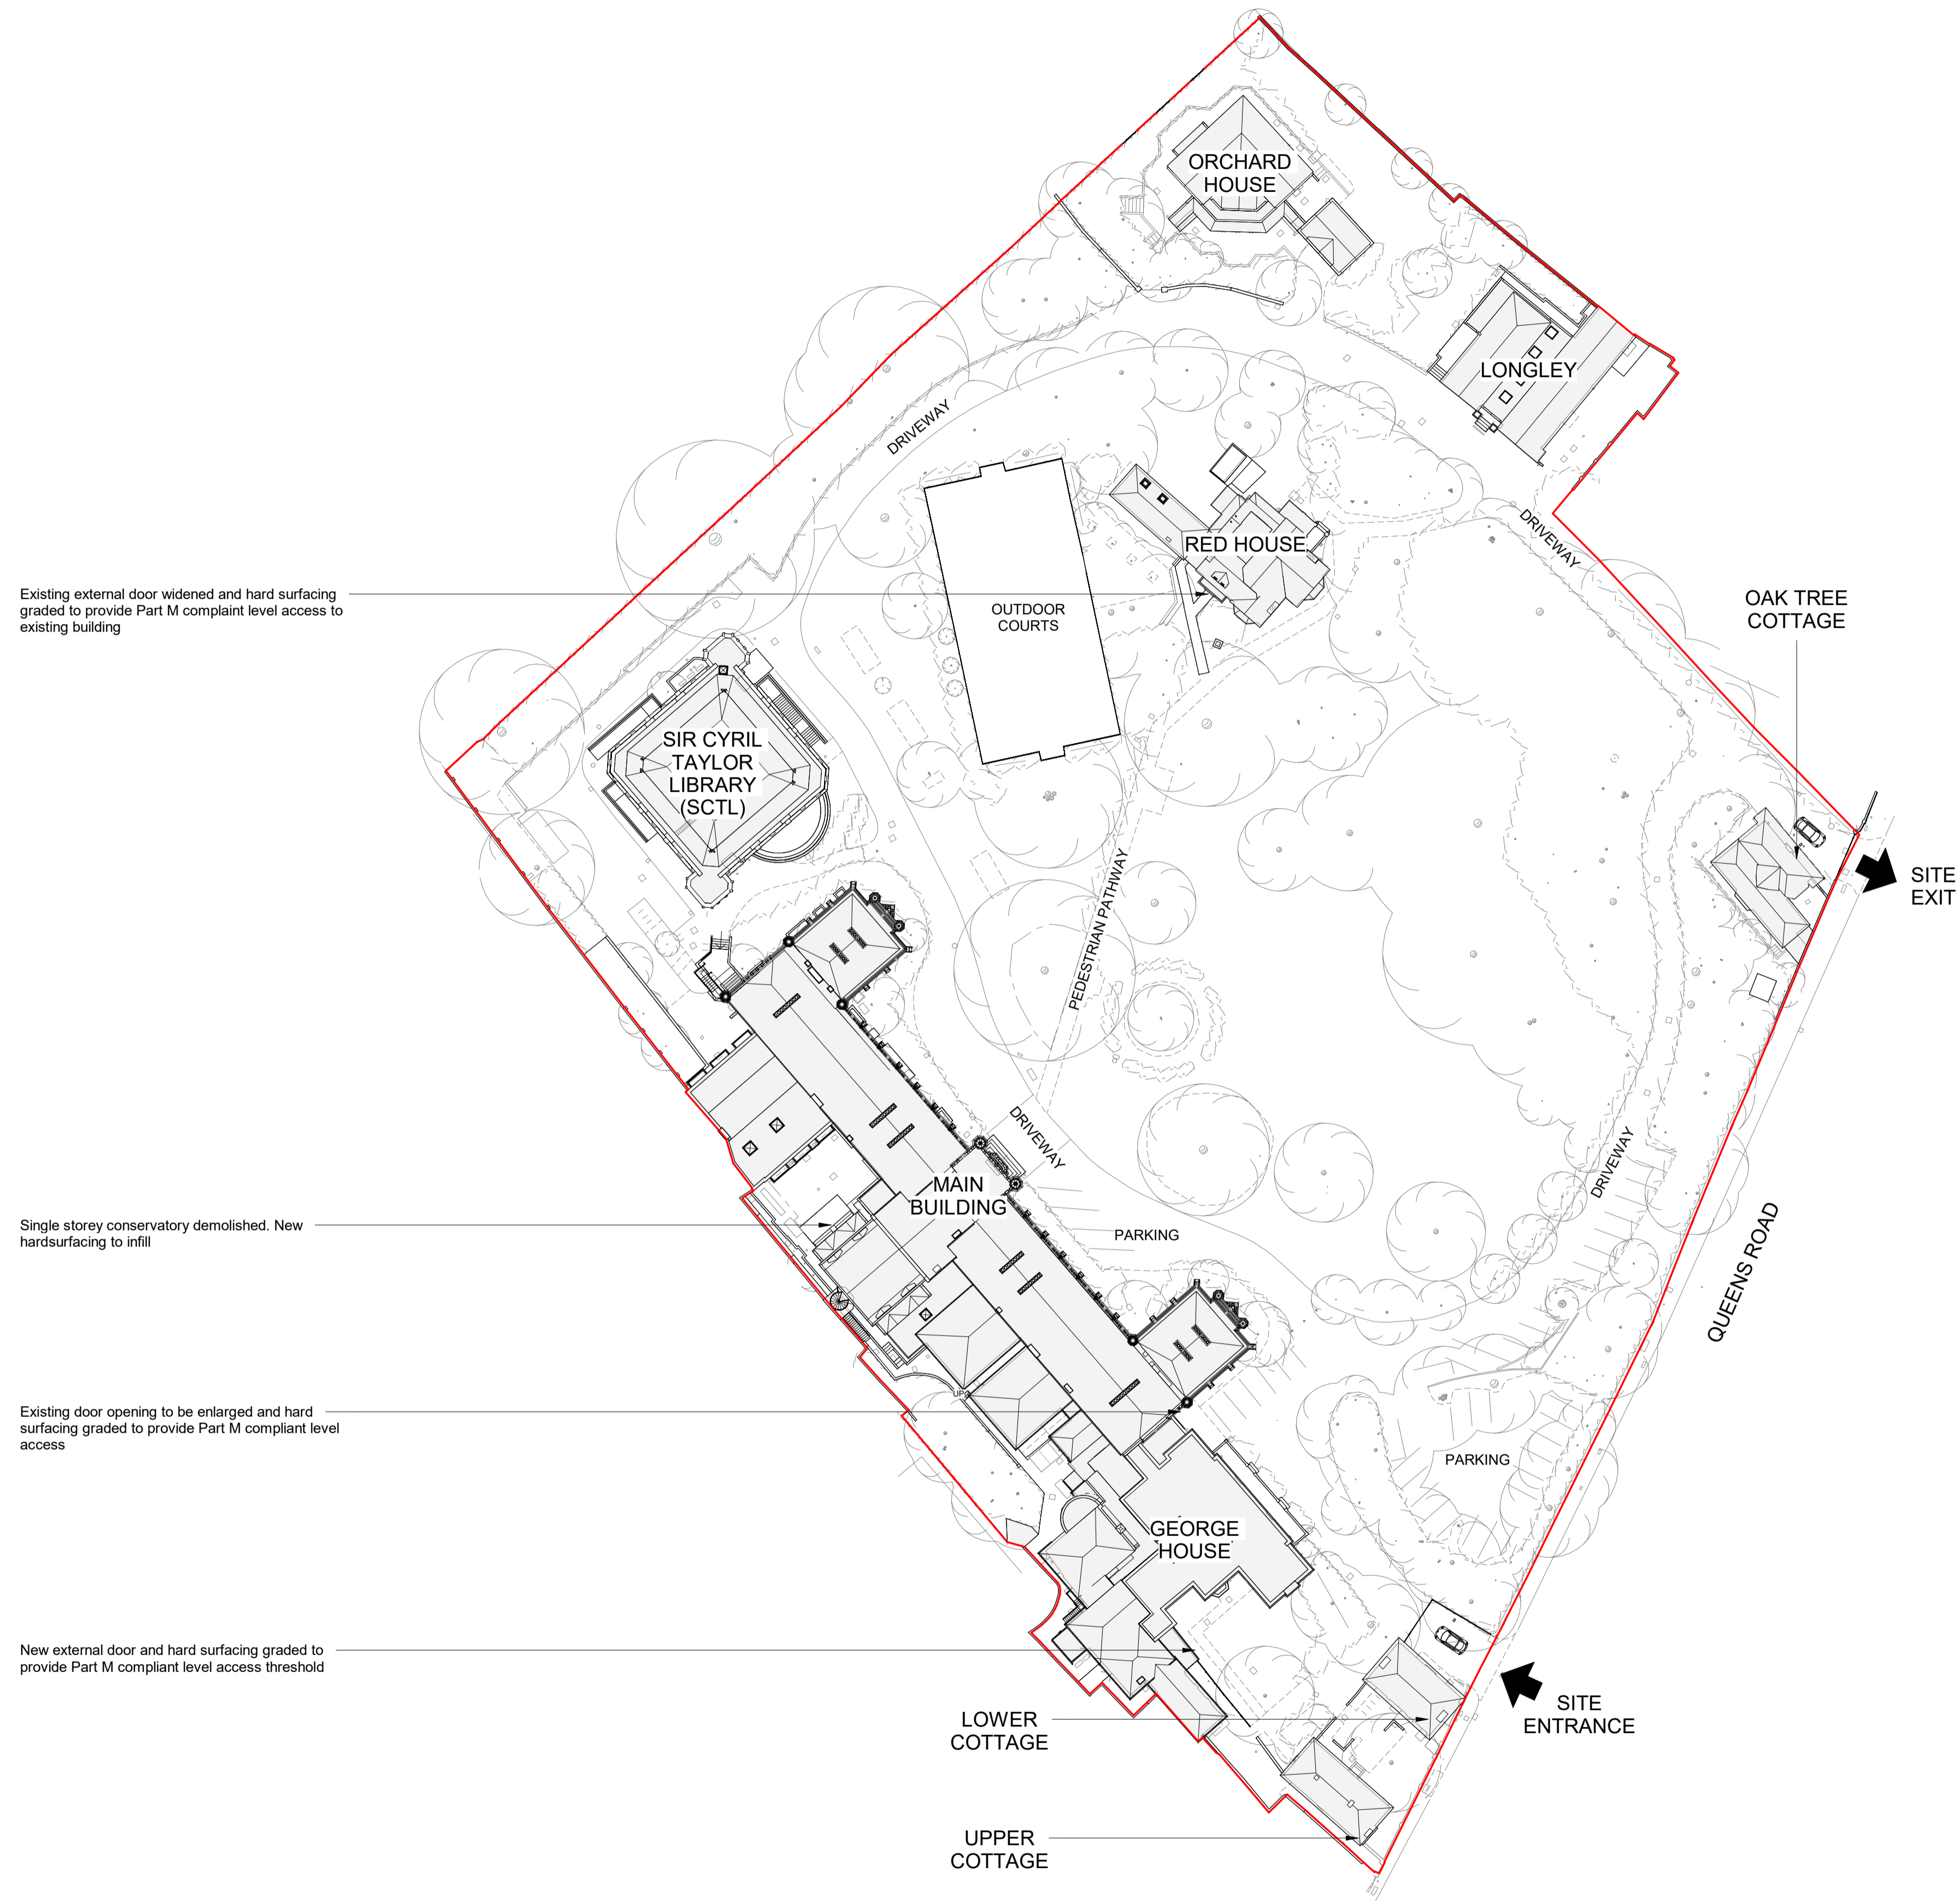 ORCHARD
HOUSE
LONGLEY
DRIVEWAY
RED HOUSE
DRIVEWAY
Existing external door widened and hard surfacing
graded to provide Part M complaint level access to
existing building
OUTDOOR
COURTS
OAK TREE
COTTAGE
SIR CYRIL
TAYLOR
LIBRARY
(SCTL)
SITE
EXIT
PEDESTRIAN PATHWAY
DRIVEWAY
DRIVEWAY
MAIN
BUILDING
Single storey conservatory demolished. New
hardsurfacing to infill
PARKING
QUEENS ROAD
UP
Existing door opening to be enlarged and hard
surfacing graded to provide Part M compliant level
access
PARKING
GEORGE
HOUSE
New external door and hard surfacing graded to
provide Part M compliant level access threshold
LOWER
COTTAGE
SITE
ENTRANCE
UPPER
COTTAGE